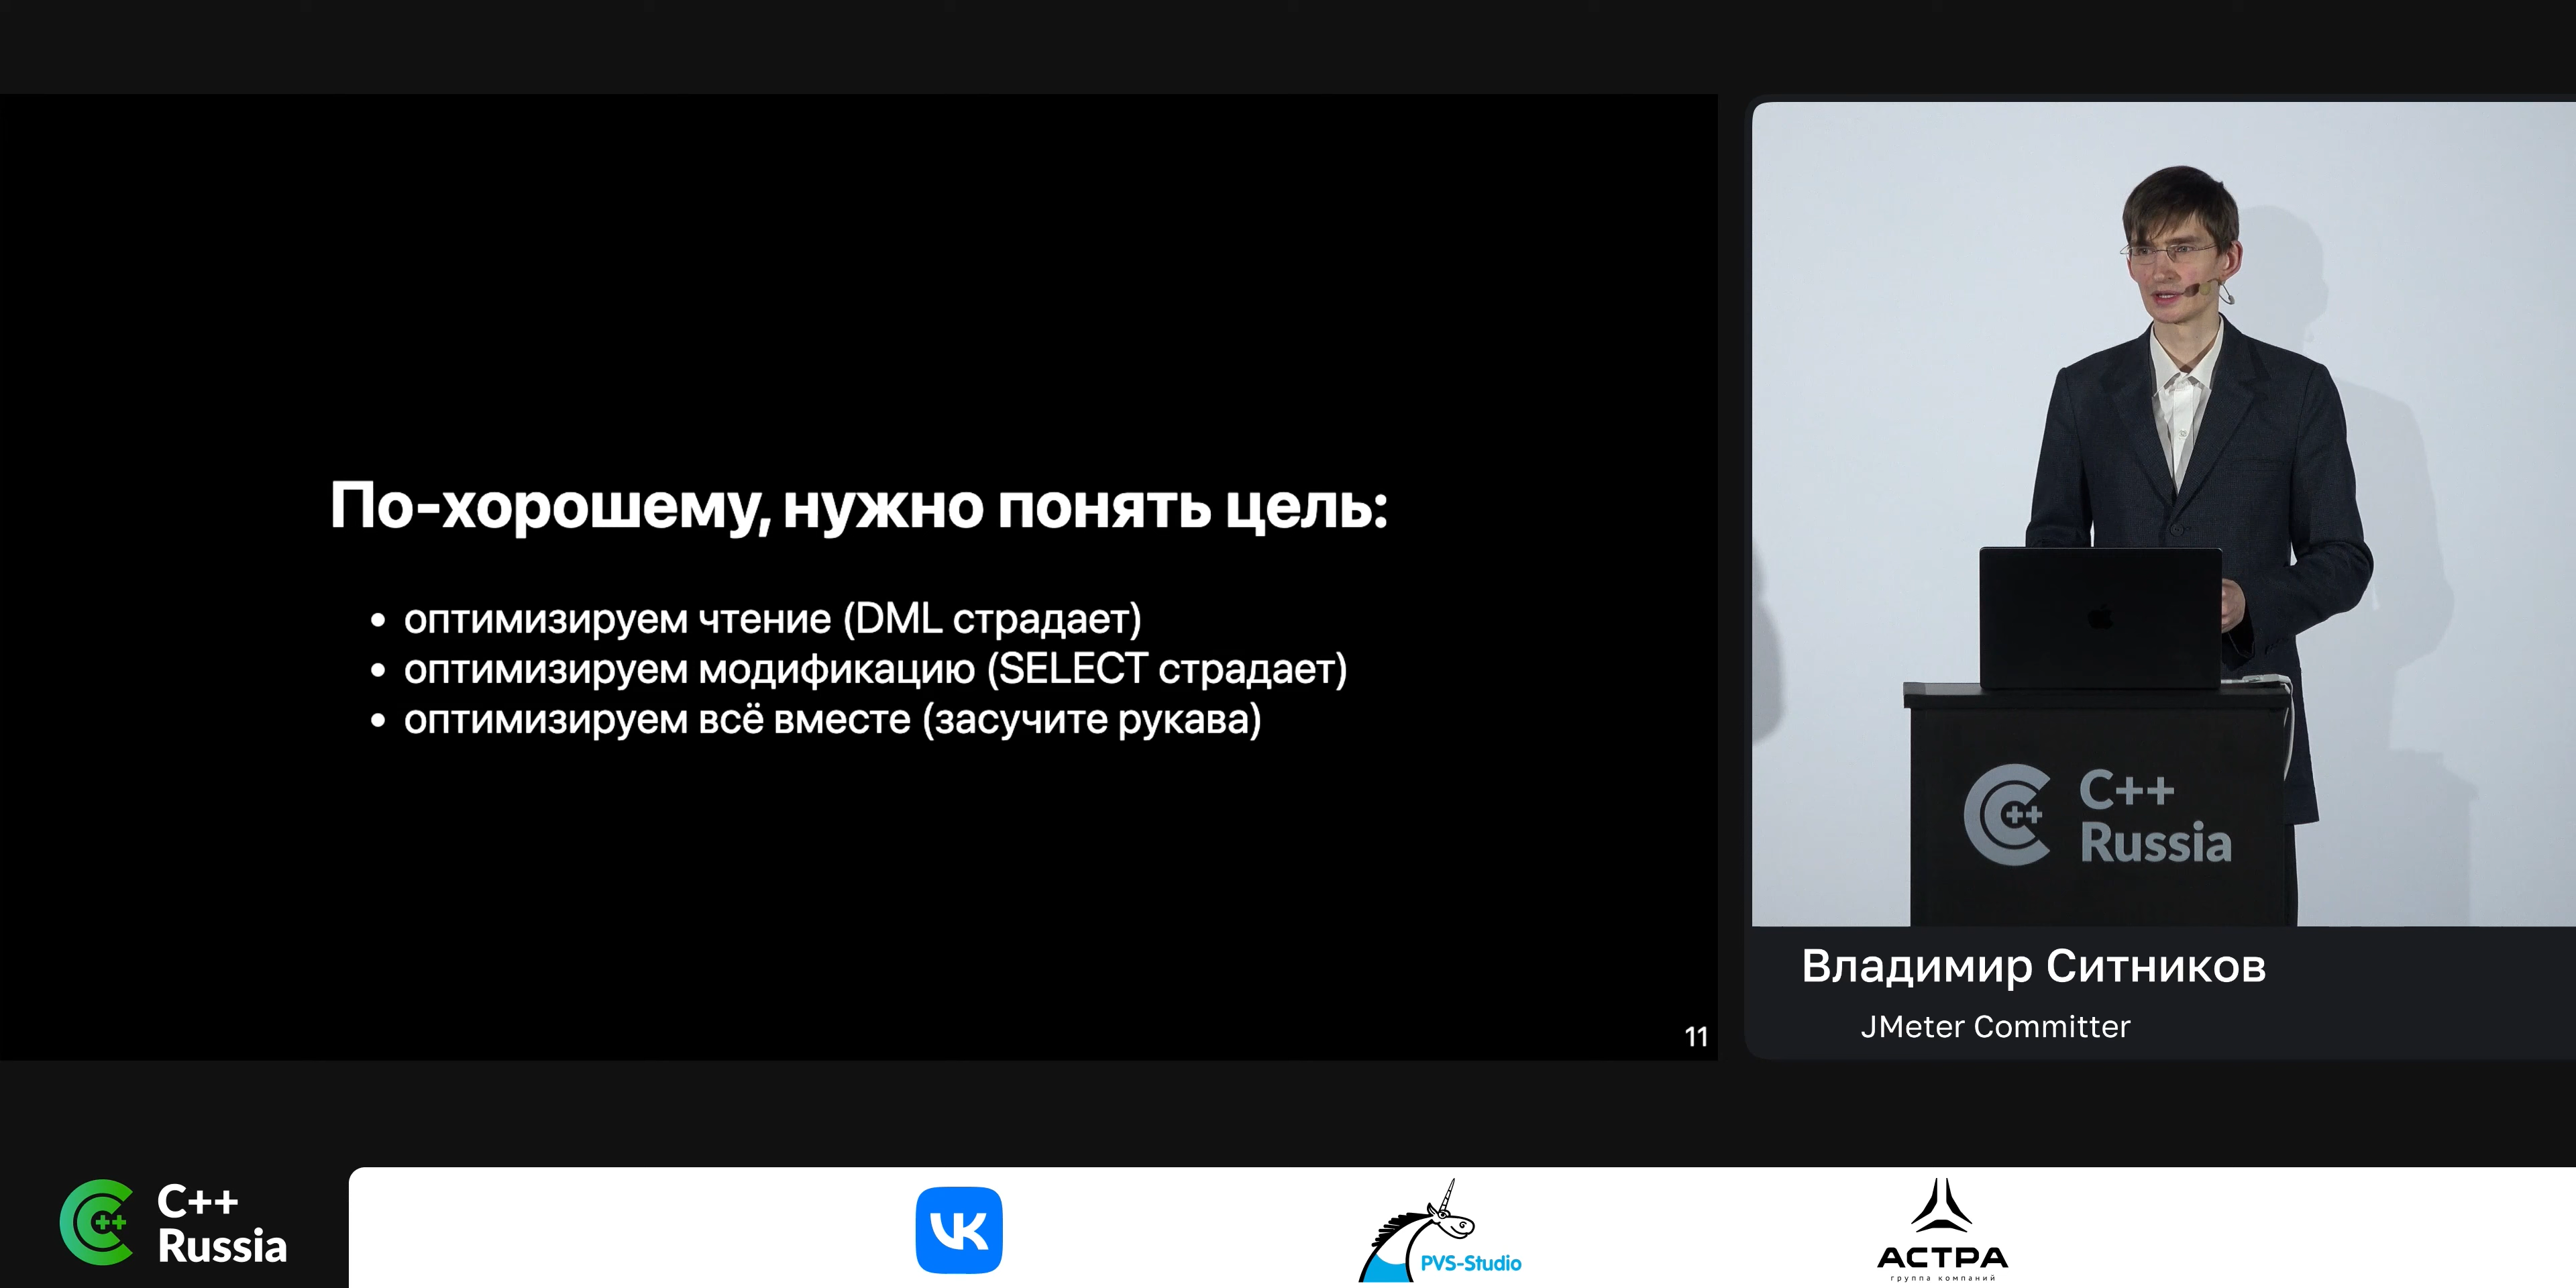 По-хорошему, нужно понять цель:
• оптимизируем чтение (DML страдает)
• оптимизируем модификацию (SELECT страдает)
• оптимизируем всё вместе (засучите рукава)
11
C++
C++
Russia
Владимир Ситников
JMeter Committer
C++
C++
Russia
VK
PVS-Studio
АСТРА
группа компаний